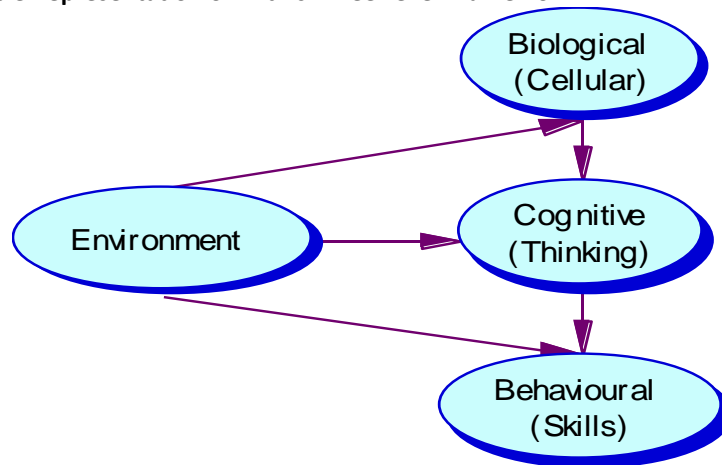 Biological
(Cellular)
Environment
Cognitive
(Thinking)
Behavioural
(Skills)